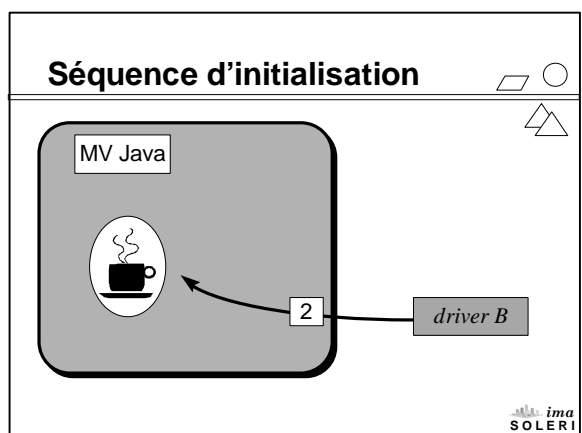 Séquence d'initialisation
MV Java
2
driver B
ima
SOLERI